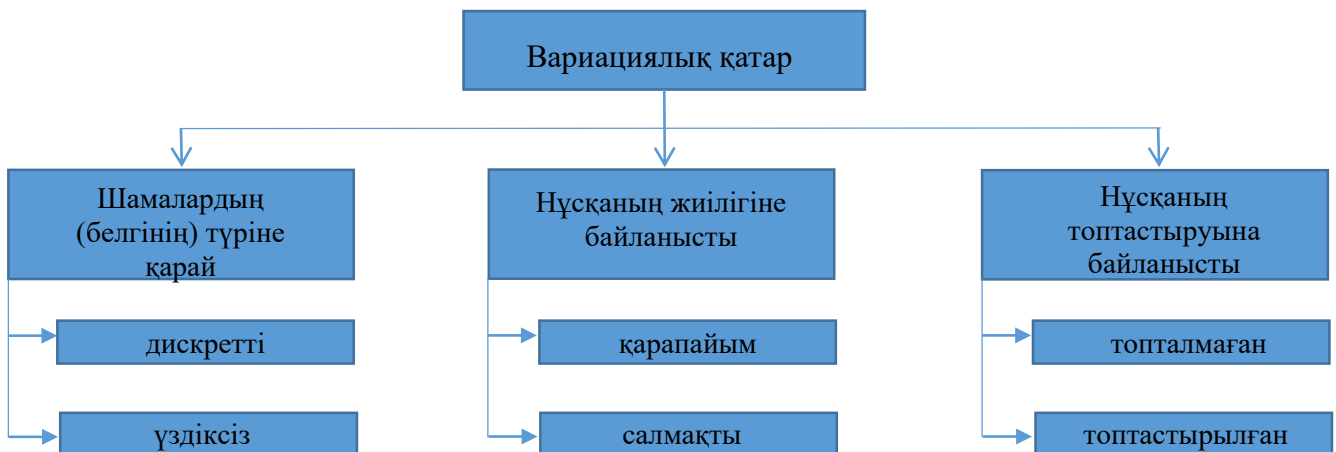 Вариациялық қатар
Шамалардың
(белгінің) түріне
қарай
дискретті
үздіксіз
Нұсқаның жиілігіне
байланысты
қарапайым
салмақты
Нұсқаның
топтастыруына
байланысты
топталмаған
топтастырылған